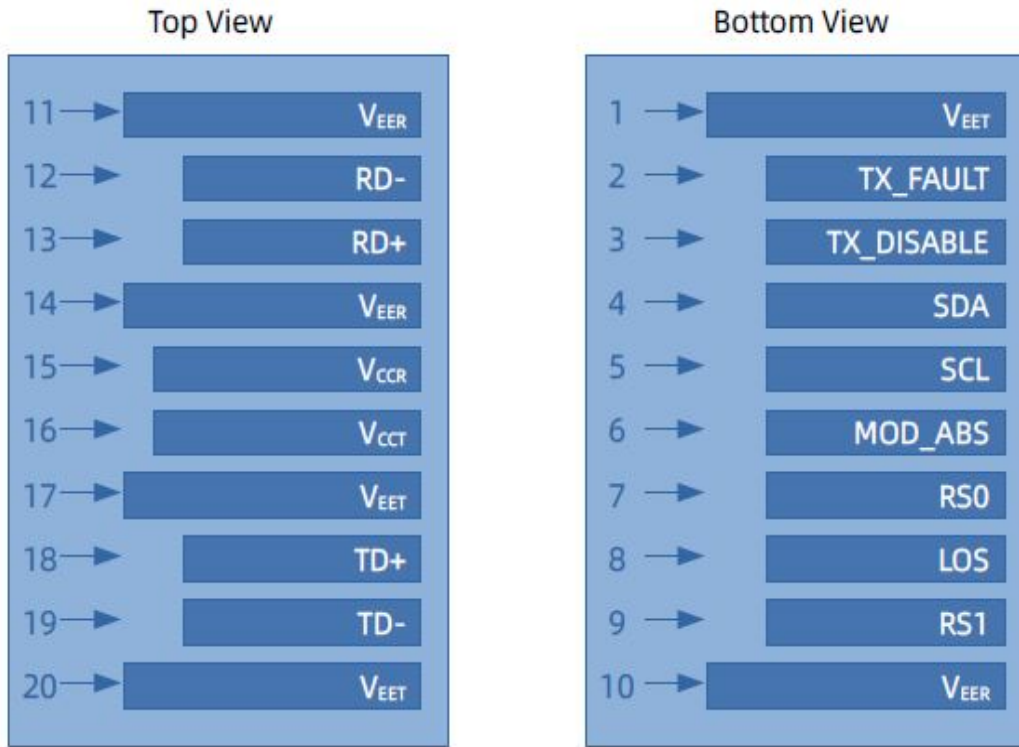 Top View
11 VEER
12 RD-
13 RD+
14 VEER
15 VCCR
16 VCCT
17 VEET
18 TD+
19 TD-
20 VEET
Bottom View
1 VEET
2 TX_FAULT
3 TX_DISABLE
4 SDA
5 SCL
6 MOD_ABS
7 RS0
8 LOS
9 RS1
10 VEER